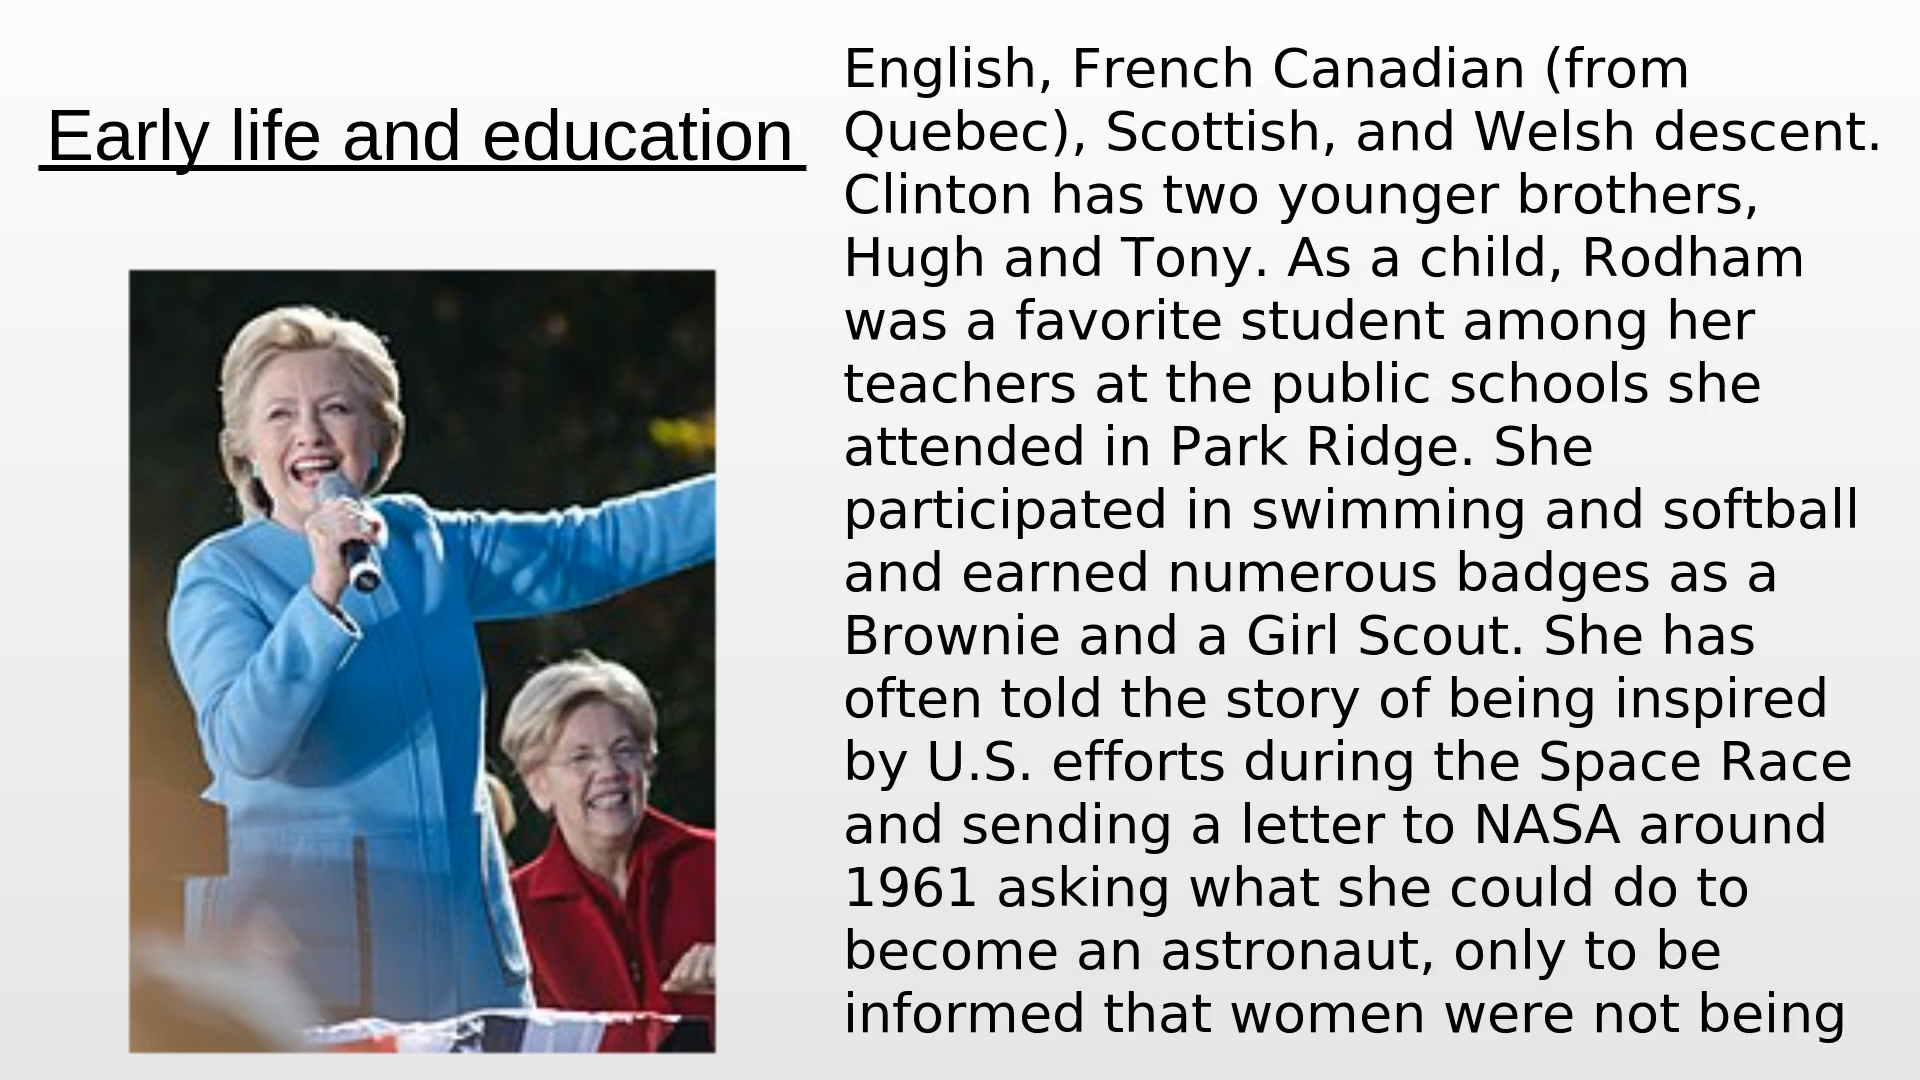 Early life and education
English, French Canadian (from
Quebec), Scottish, and Welsh descent.
Clinton has two younger brothers,
Hugh and Tony. As a child, Rodham
was a favorite student among her
teachers at the public schools she
attended in Park Ridge. She
participated in swimming and softball
and earned numerous badges as a
Brownie and a Girl Scout. She has
often told the story of being inspired
by U.S. efforts during the Space Race
and sending a letter to NASA around
1961 asking what she could do to
become an astronaut, only to be
informed that women were not being